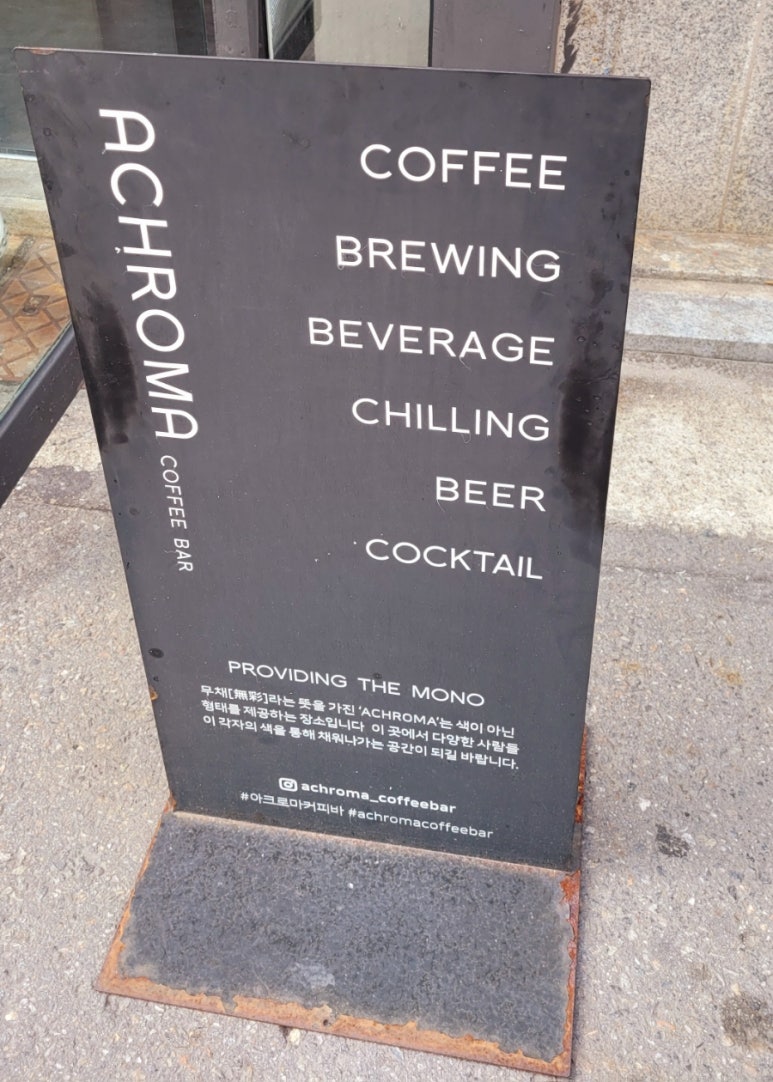 ACHROMA COFFEE BAR
COFFEE
BREWING
BEVERAGE
CHILLING
BEER
COCKTAIL
PROVIDING THE MONO
무채[無彩]라는 뜻을 가진 'ACHROMA'는 색이 아닌
형태를 제공하는 장소입니다 이 곳에서 다양한 사람들
이 각자의 색을 통해 채워나가는 공간이 되길 바랍니다.
achroma_coffeebar
#아크로마커피바 #achromacoffeebar